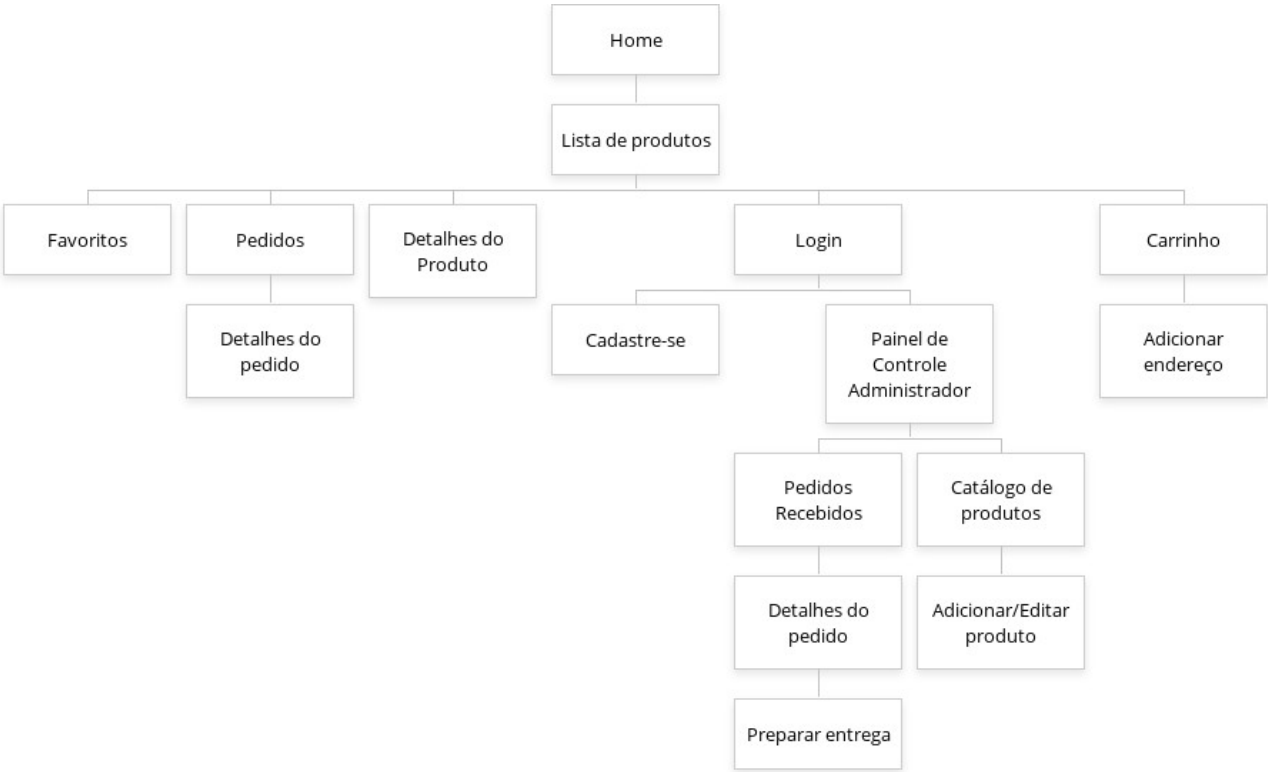 Home
Lista de produtos
Favoritos
Pedidos
Detalhes do
Produto
Login
Carrinho
Detalhes do
pedido
Cadastre-se
Painel de
Controle
Administrador
Adicionar
endereço
Pedidos
Recebidos
Catálogo de
produtos
Detalhes do
pedido
Adicionar/Editar
produto
Preparar entrega